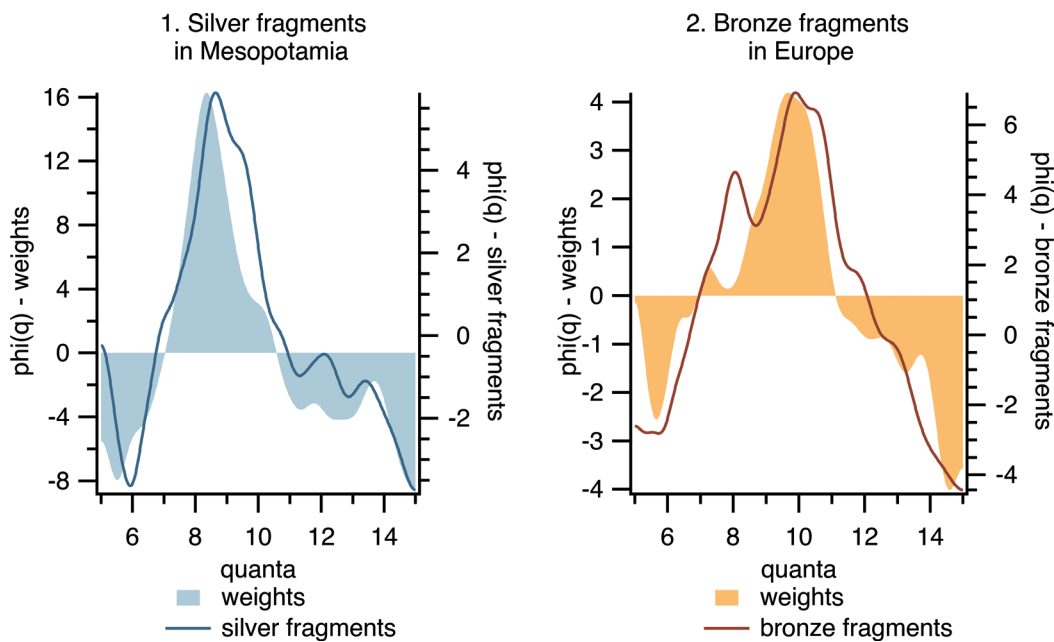 1. Silver fragments
in Mesopotamia
16
12
8
4
0
-4
-8
phi(q) - weights
4
2
0
-2
phi(q) - silver fragments
6 8 10 12 14
quanta
weights
silver fragments
2. Bronze fragments
in Europe
4
3
2
1
0
-1
-2
-3
-4
phi(q) - weights
6
4
2
0
-2
-4
phi(q) - bronze fragments
6 8 10 12 14
quanta
weights
bronze fragments